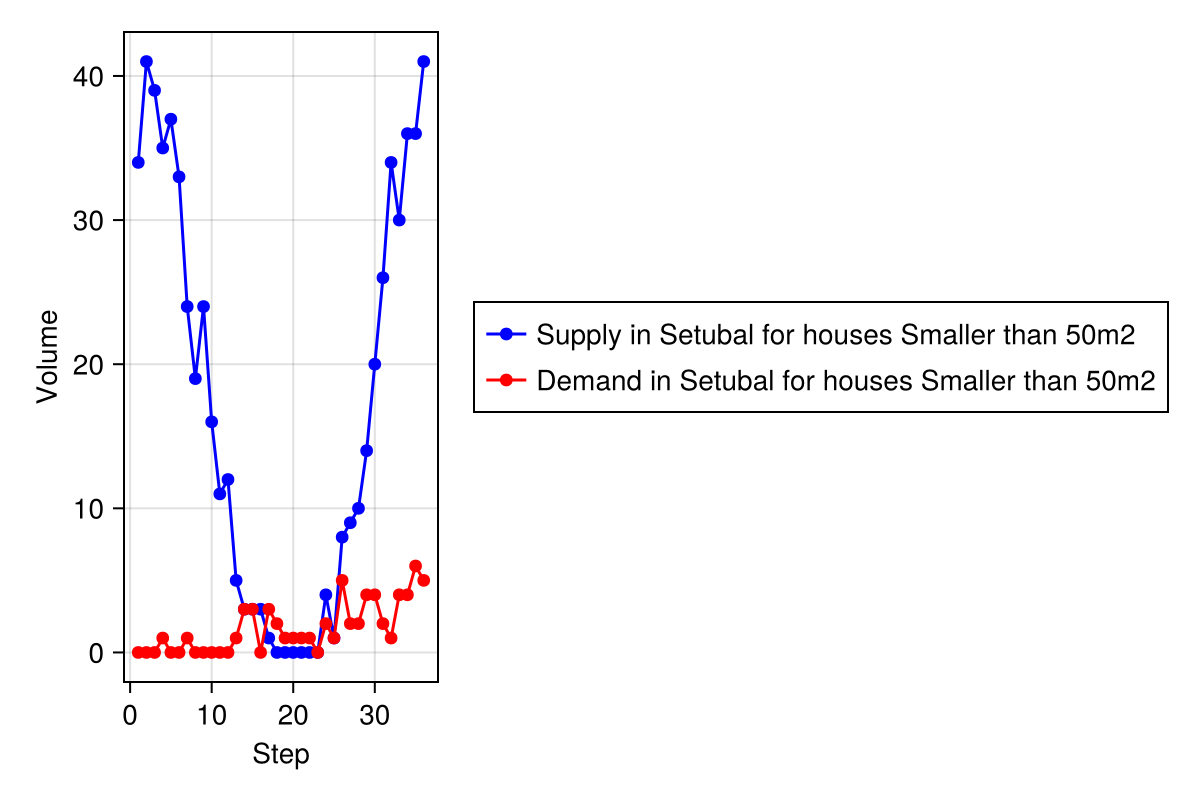 40
30
20
10
0
Volume
0 10 20 30
Step
Supply in Setubal for houses Smaller than 50m2
Demand in Setubal for houses Smaller than 50m2